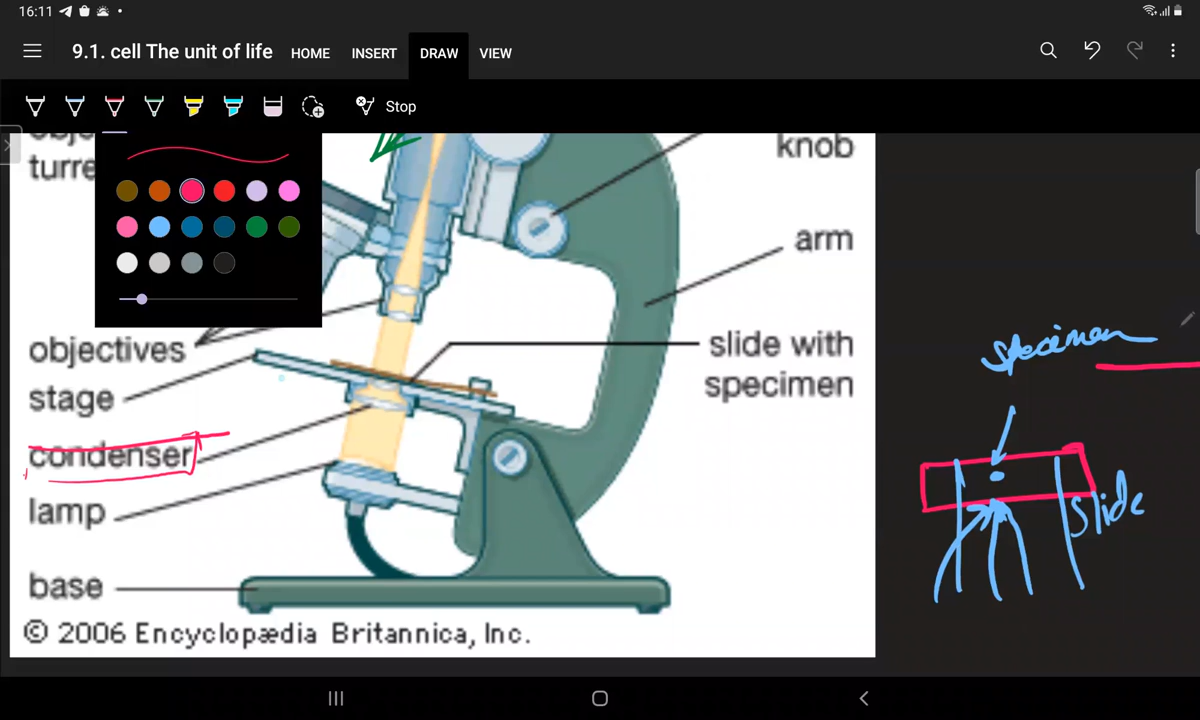 16:11
9.1. cell The unit of life HOME INSERT DRAW VIEW
Stop
turre
knob
arm
objectives
stage
slide with
specimen
condenser
lamp
base
© 2006 Encyclopædia Britannica, Inc.
specimen
slide